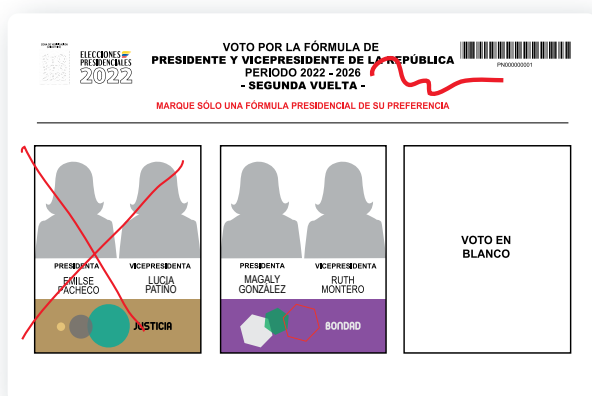 ELECCIONES
PRESIDENCIALES
2022
VOTO POR LA FÓRMULA DE
PRESIDENTE Y VICEPRESIDENTE DE LA REPÚBLICA
PERIODO 2022 - 2026
- SEGUNDA VUELTA -
PN000000001
MARQUE SÓLO UNA FÓRMULA PRESIDENCIAL DE SU PREFERENCIA
PRESIDENTA
EMILSE
PACHECO
VICEPRESIDENTA
LUCIA
PATIÑO
JUSTICIA
PRESIDENTA
MAGALY
GONZÁLEZ
VICEPRESIDENTA
RUTH
MONTERO
BONDAD
VOTO EN
BLANCO